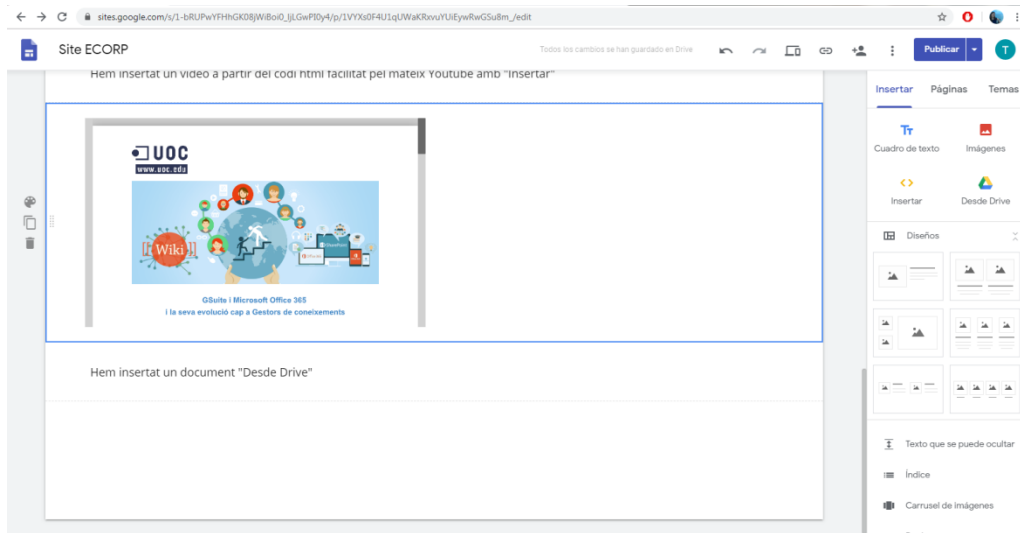 sites.google.com/s/1-bRUPwYFHhGK08jWiBoi0_ljLGwPI0y4/p/1VYXs0F4U1qUWaKRxvuYUiEywRwGSu8m_/edit
Site ECORP
Todos los cambios se han guardado en Drive
Publicar
T
Hem insertat un vídeo a partir del codi html facilitat pel mateix Youtube amb "Insertar"
UOC
www.uoc.edu
[[Wiki]]
GSuite i Microsoft Office 365
i la seva evolució cap a Gestors de coneixements
Hem insertat un document "Desde Drive"
Insertar Páginas Temas
Cuadro de texto Imágenes
Insertar Desde Drive
Diseños
Texto que se puede ocultar
Índice
Carrusel de imágenes